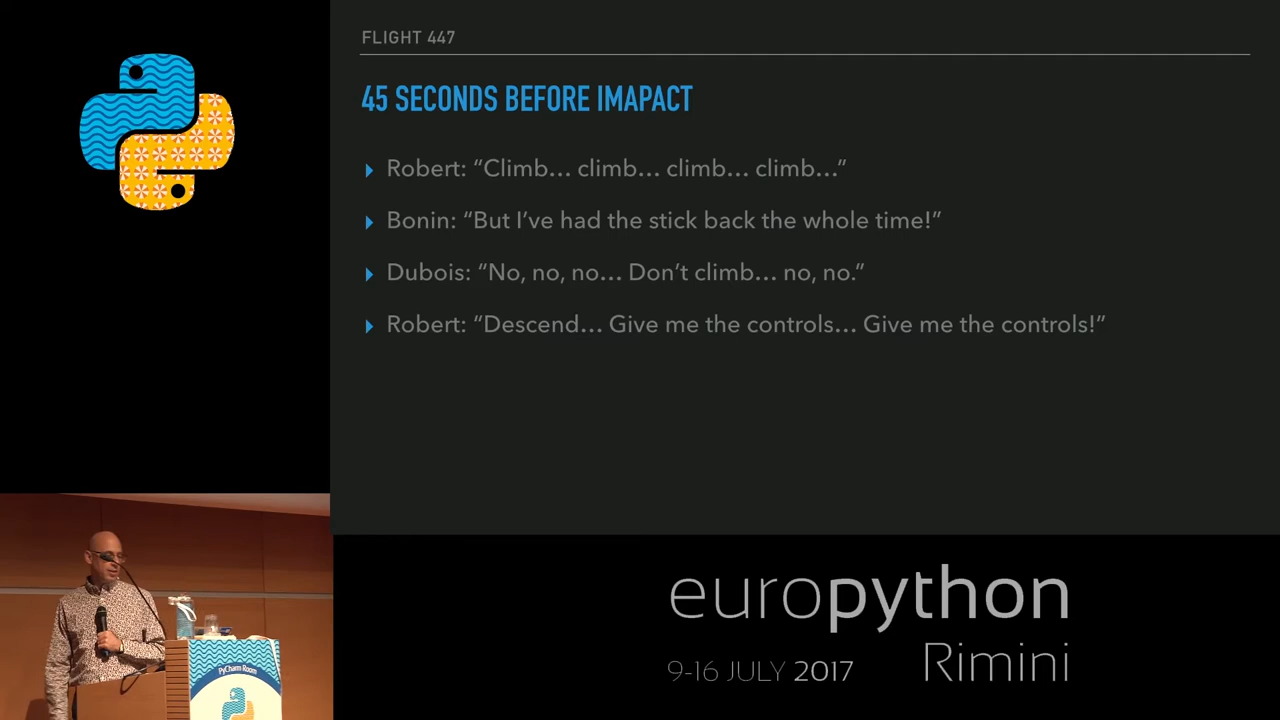 FLIGHT 447
45 SECONDS BEFORE IMAPACT
Robert: “Climb… climb… climb… climb…”
Bonin: “But I’ve had the stick back the whole time!”
Dubois: “No, no, no… Don’t climb… no, no.”
Robert: “Descend… Give me the controls… Give me the controls!”
PyCharm Room
europython
9-16 JULY 2017
Rimini